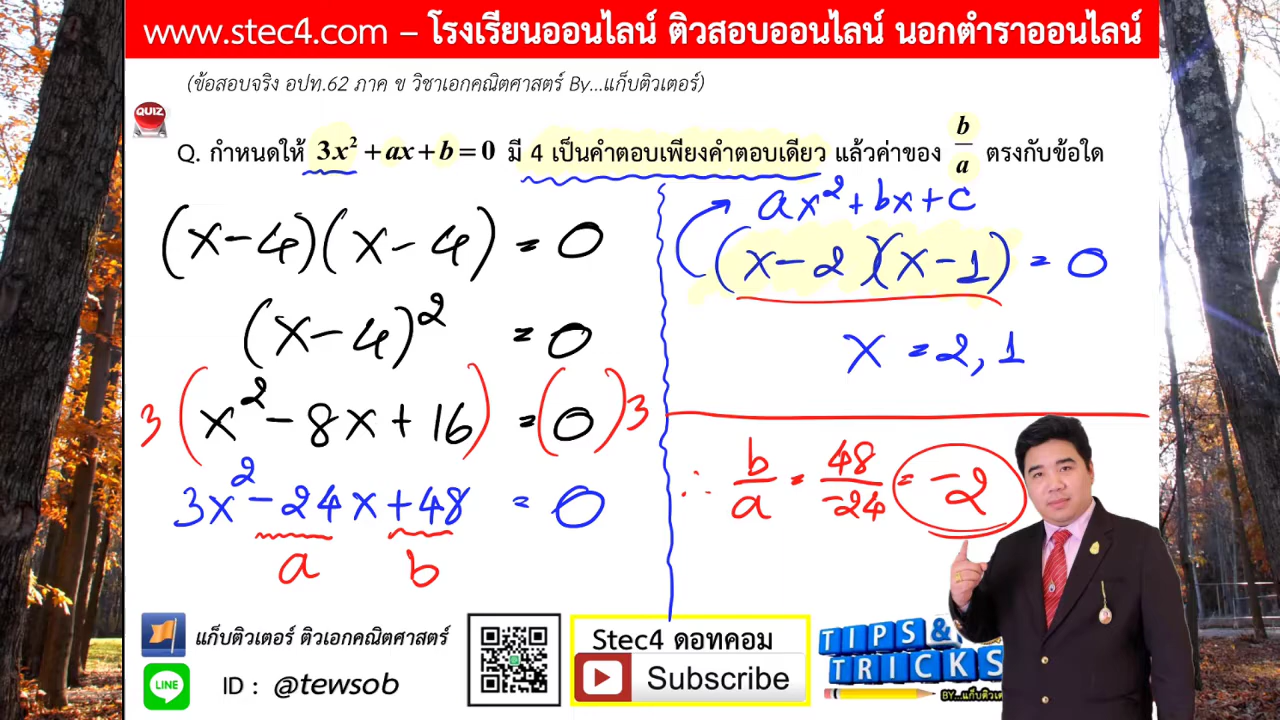 www.stec4.com – โรงเรียนออนไลน์ ติวสอบออนไลน์ นอกตำราออนไลน์
(ข้อสอบจริง อปท.62 ภาค ข วิชาเอกคณิตศาสตร์ By...แก็บติวเตอร์)
QUIZ
Q. กำหนดให้ 3x² + ax + b = 0 มี 4 เป็นคำตอบเพียงคำตอบเดียว แล้วค่าของ b/a ตรงกับข้อใด
(x-4)(x-4) = 0
(x-4)² = 0
3(x² - 8x + 16) = (0)3
3x² - 24x + 48 = 0
a b
ax² + bx + c
(x-2)(x-1) = 0
x = 2, 1
∴ b/a = 48/-24 = -2
แก็บติวเตอร์ ติวเอกคณิตศาสตร์
LINE
ID : @tewsob
Stec4 ดอทคอม
Subscribe
TIPS &
TRICKS
BY...แก็บติวเ